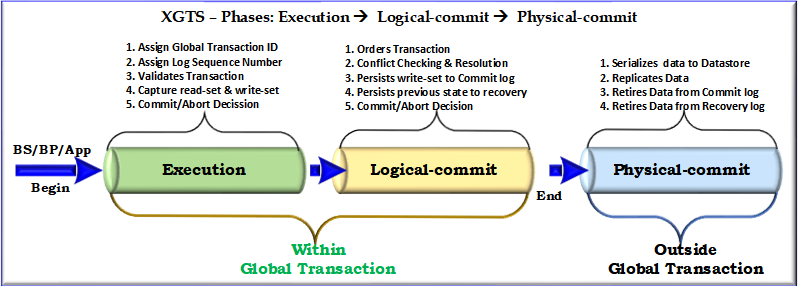 XGTS – Phases: Execution → Logical-commit → Physical-commit
1. Assign Global Transaction ID
2. Assign Log Sequence Number
3. Validates Transaction
4. Capture read-set & write-set
5. Commit/Abort Decission
1. Orders Transaction
2. Conflict Checking & Resolution
3. Persists write-set to Commit log
4. Persists previous state to recovery
5. Commit/Abort Decision
1. Serializes data to Datastore
2. Replicates Data
3. Retires Data from Commit log
4. Retires Data from Recovery log
BS/BP/App
Begin
Execution
Logical-commit
End
Physical-commit
Within
Global Transaction
Outside
Global Transaction